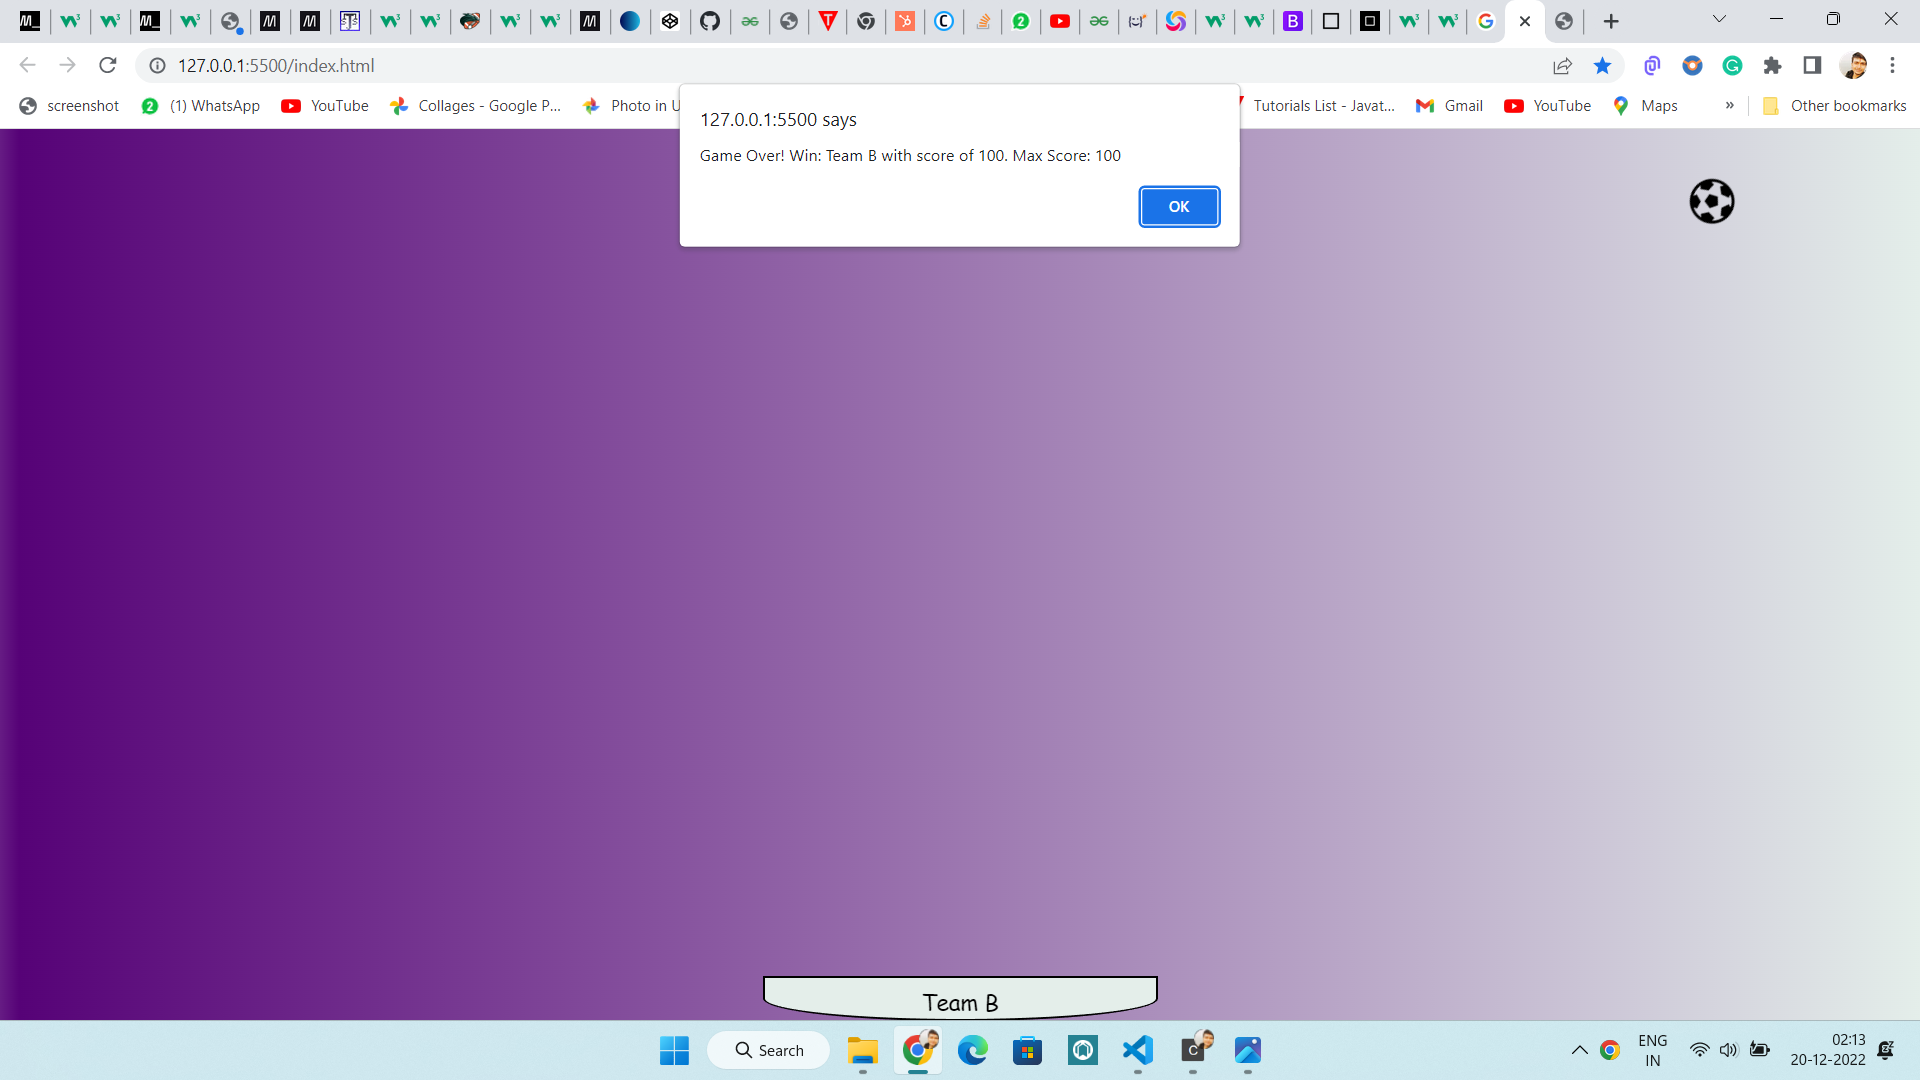 127.0.0.1:5500/index.html
screenshot
(1) WhatsApp
YouTube
Collages - Google P...
Photo in U
Tutorials List - Javat...
Gmail
YouTube
Maps
»
Other bookmarks
127.0.0.1:5500 says
Game Over! Win: Team B with score of 100. Max Score: 100
OK
Team B
Search
ENG
IN
02:13
20-12-2022